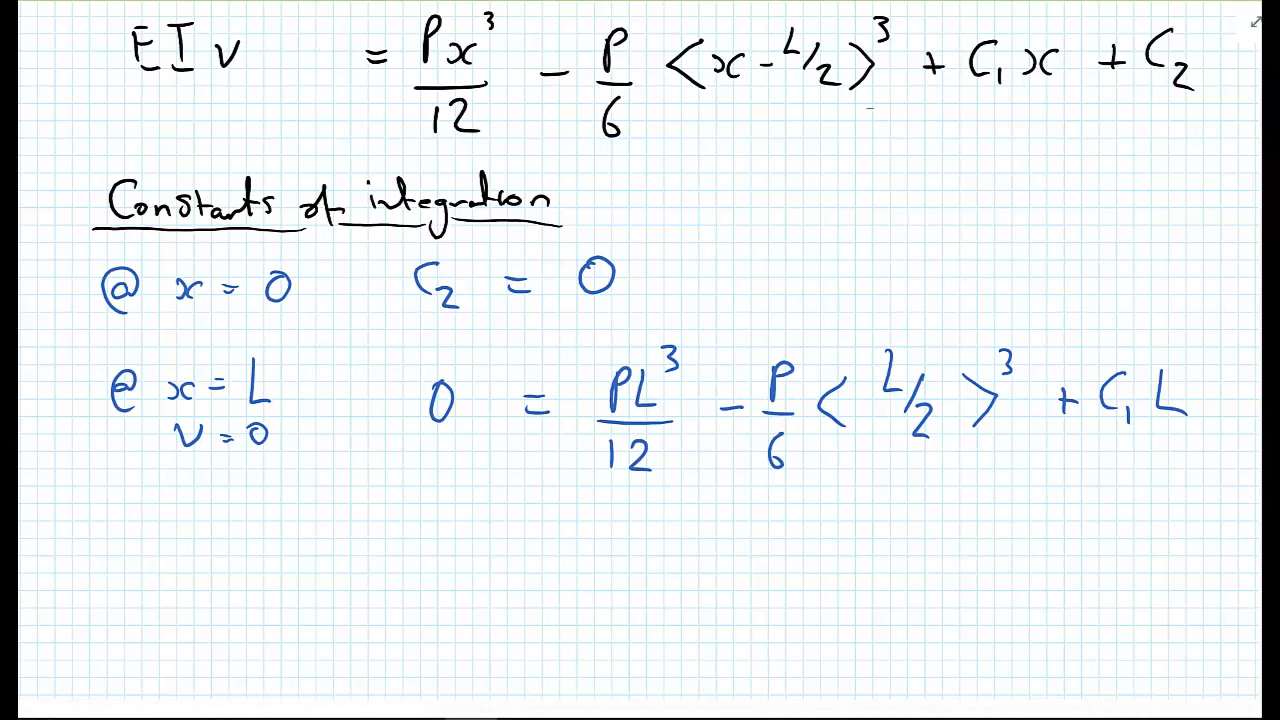 EIv = Px³/12 - P/6 <x - L/2>³ + C₁x + C₂
Constants of integration
@ x = 0 C₂ = 0
@ x = L 0 = PL³/12 - P/6 <L/2>³ + C₁L
v = 0